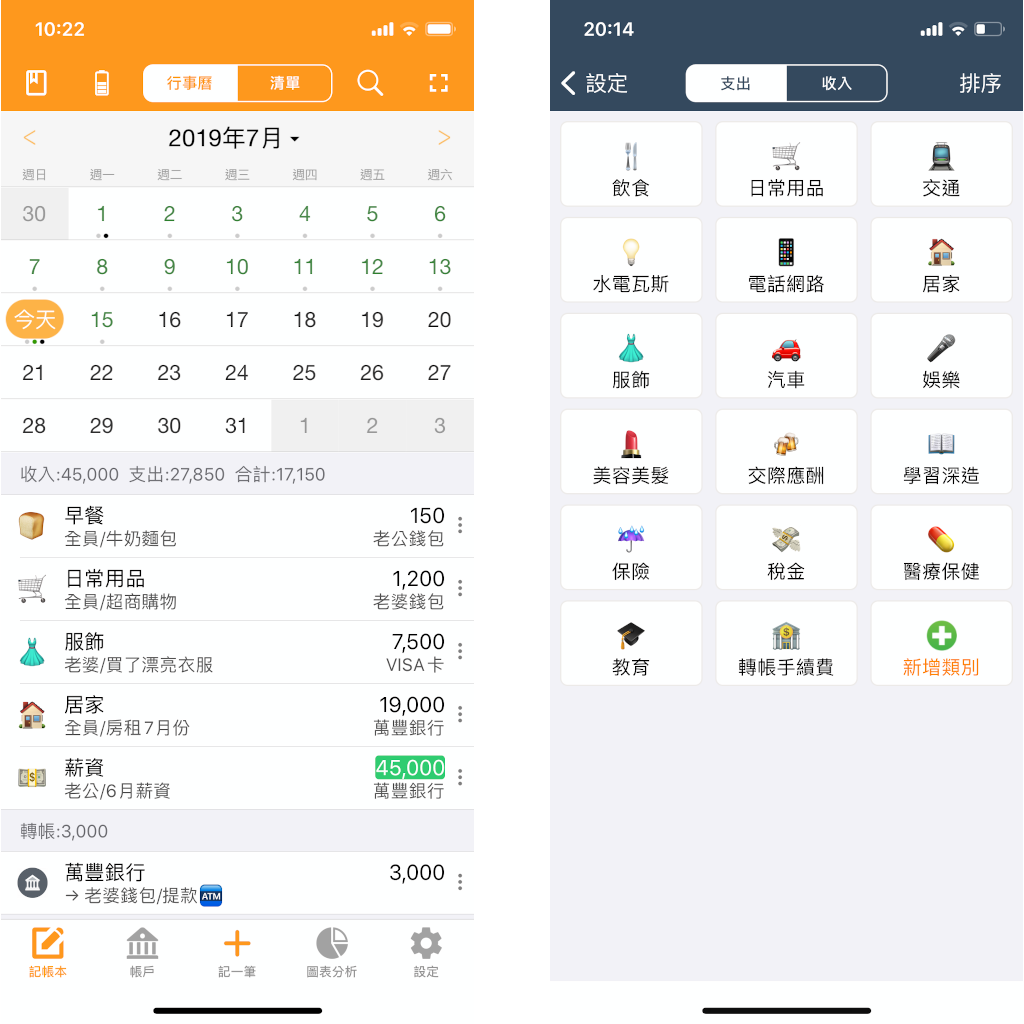 10:22
行事曆 清單
< 2019年7月 >
週日 週一 週二 週三 週四 週五 週六
30 1 2 3 4 5 6
7 8 9 10 11 12 13
今天 15 16 17 18 19 20
21 22 23 24 25 26 27
28 29 30 31 1 2 3
收入:45,000 支出:27,850 合計:17,150
早餐 150
全員/牛奶麵包 老公錢包
日常用品 1,200
全員/超商購物 老婆錢包
服飾 7,500
老婆/買了漂亮衣服 VISA卡
居家 19,000
全員/房租7月份 萬豐銀行
薪資 45,000
老公/6月薪資 萬豐銀行
轉帳:3,000
萬豐銀行 3,000
→ 老婆錢包/提款 ATM
記帳本 帳戶 記一筆 圖表分析 設定
20:14
設定 支出 收入 排序
飲食 日常用品 交通
水電瓦斯 電話網路 居家
服飾 汽車 娛樂
美容美髮 交際應酬 學習深造
保險 稅金 醫療保健
教育 轉帳手續費 新增類別